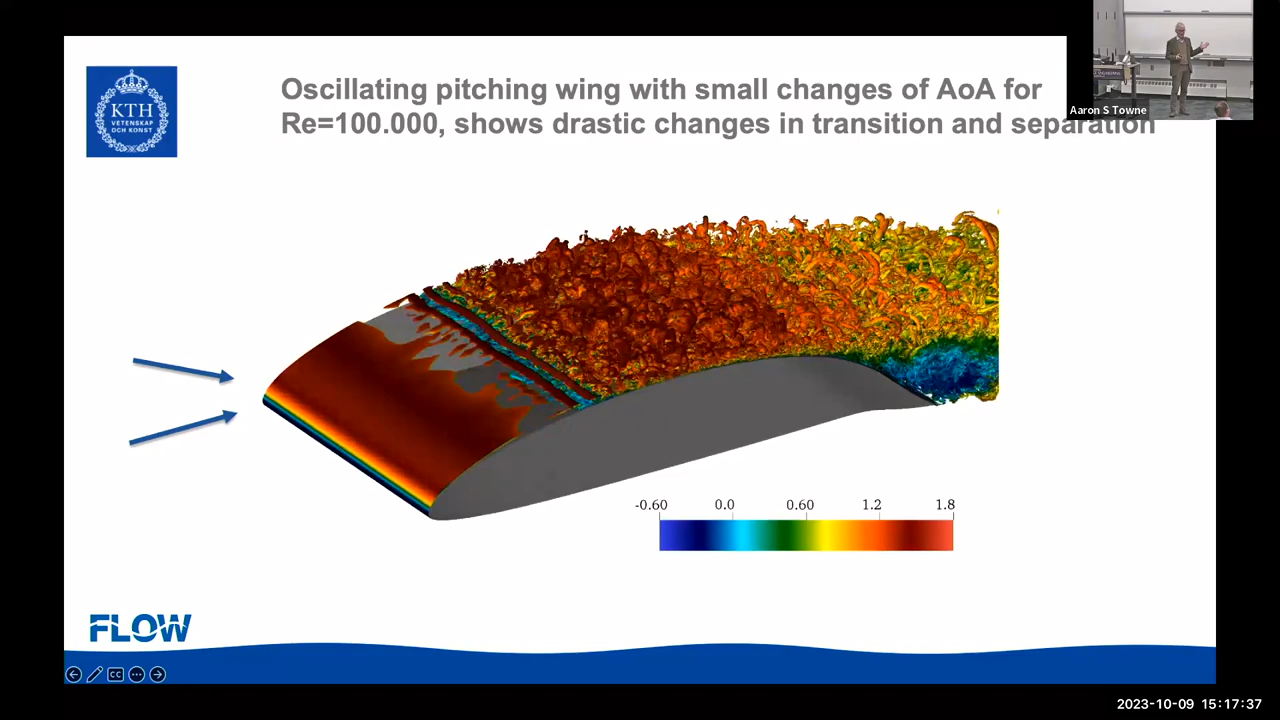 Oscillating pitching wing with small changes of AoA for
Re=100.000, shows drastic changes in transition and separation
Aaron S Towne
KTH
VETENSKAP
OCH KONST
-0.60 0.0 0.60 1.2 1.8
FLOW
CC
2023-10-09 15:17:37